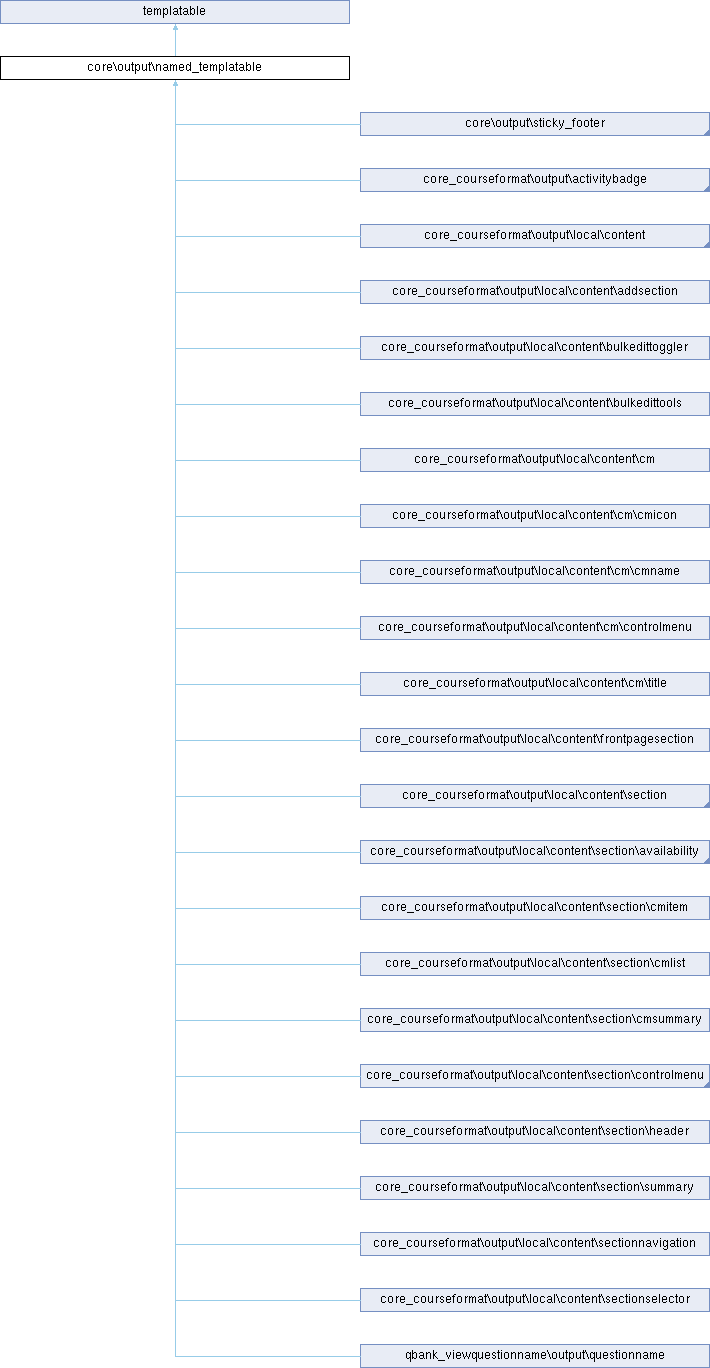 templatable
core\output\named_templatable
core\output\sticky_footer
core_courseformat\output\activitybadge
core_courseformat\output\local\content
core_courseformat\output\local\content\addsection
core_courseformat\output\local\content\bulkedittoggler
core_courseformat\output\local\content\bulkedittools
core_courseformat\output\local\content\cm
core_courseformat\output\local\content\cm\cmicon
core_courseformat\output\local\content\cm\cmname
core_courseformat\output\local\content\cm\controlmenu
core_courseformat\output\local\content\cm\title
core_courseformat\output\local\content\frontpagesection
core_courseformat\output\local\content\section
core_courseformat\output\local\content\section\availability
core_courseformat\output\local\content\section\cmitem
core_courseformat\output\local\content\section\cmlist
core_courseformat\output\local\content\section\cmsummary
core_courseformat\output\local\content\section\controlmenu
core_courseformat\output\local\content\section\header
core_courseformat\output\local\content\section\summary
core_courseformat\output\local\content\sectionnavigation
core_courseformat\output\local\content\sectionselector
qbank_viewquestionname\output\questionname